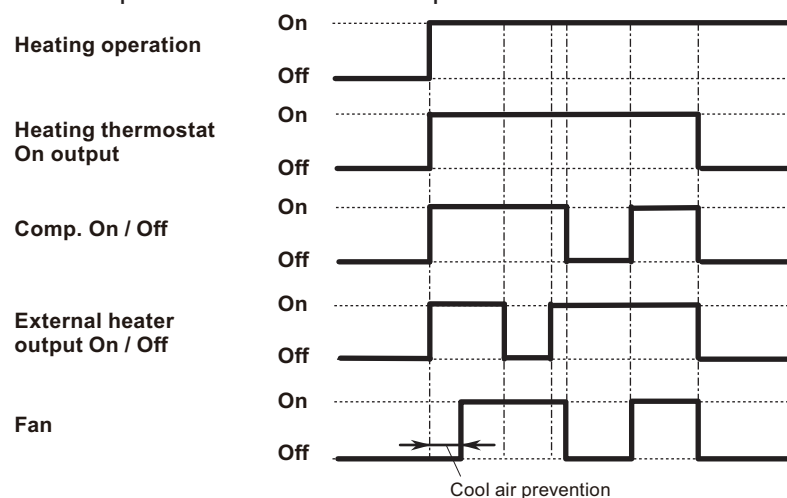 On
Heating operation
Off
On
Heating thermostat
On output
Off
On
Comp. On / Off
Off
On
External heater
output On / Off
Off
On
Fan
Off
Cool air prevention